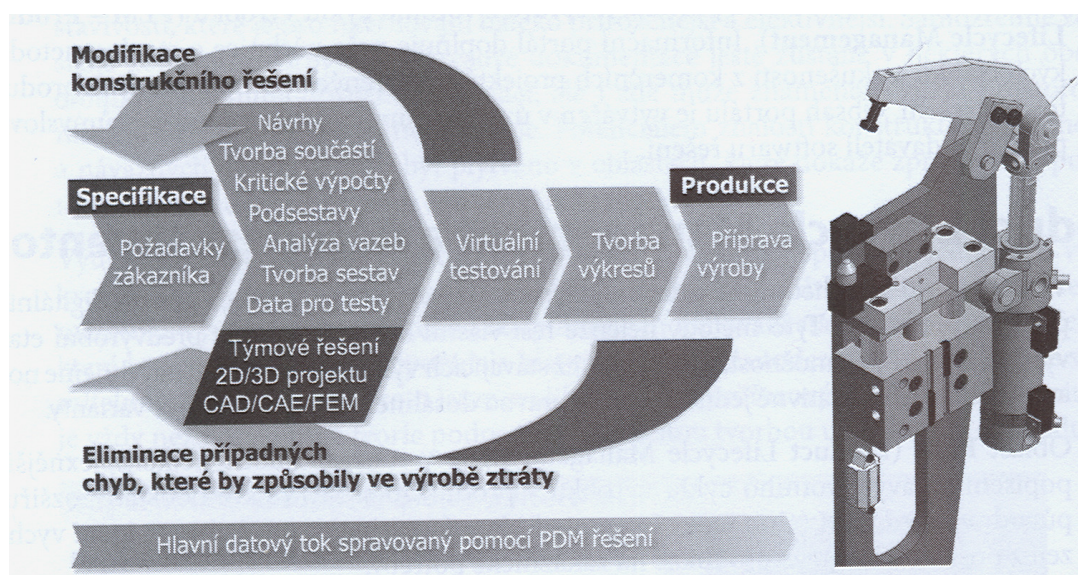 Modifikace
konstrukčního řešení
Návrhy
Tvorba součástí
Kritické výpočty
Podsestavy
Analýza vazeb
Tvorba sestav
Data pro testy
Specifikace
Požadavky
zákazníka
Virtuální
testování
Tvorba
výkresů
Produkce
Příprava
výroby
Týmové řešení
2D/3D projektu
CAD/CAE/FEM
Eliminace případných
chyb, které by způsobily ve výrobě ztráty
Hlavní datový tok spravovaný pomocí PDM řešení